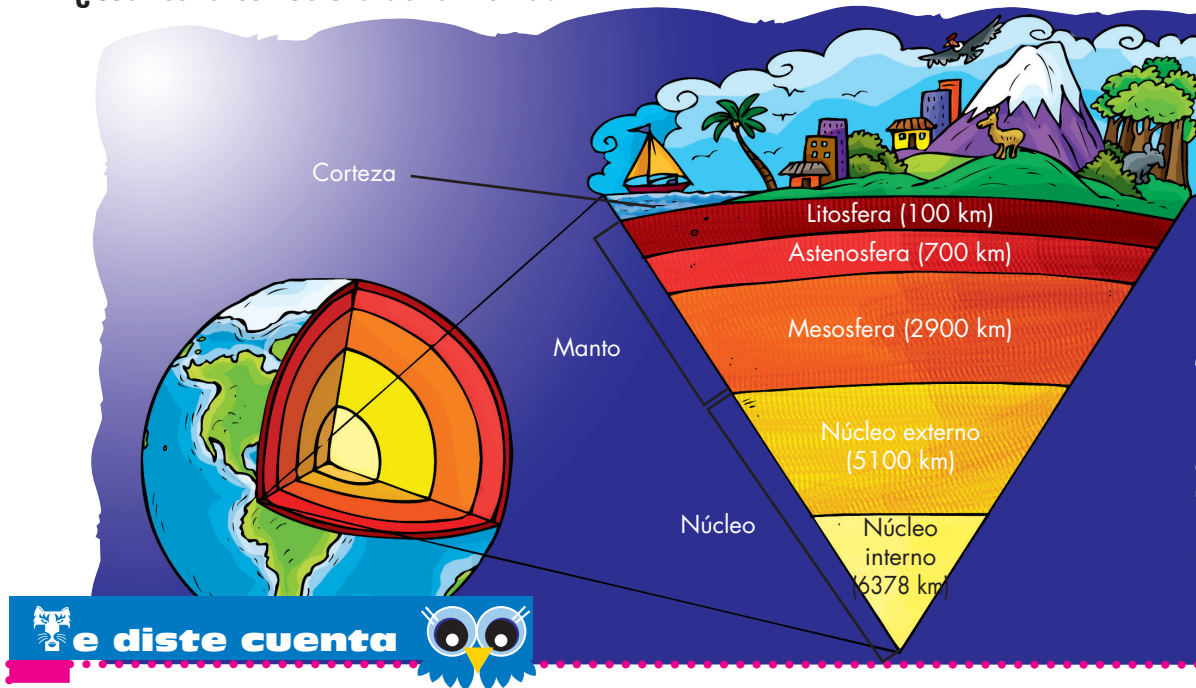 Corteza
Litosfera (100 km)
Astenosfera (700 km)
Manto
Mesosfera (2900 km)
Núcleo externo
(5100 km)
Núcleo
Núcleo
interno
(6378 km)
Te diste cuenta